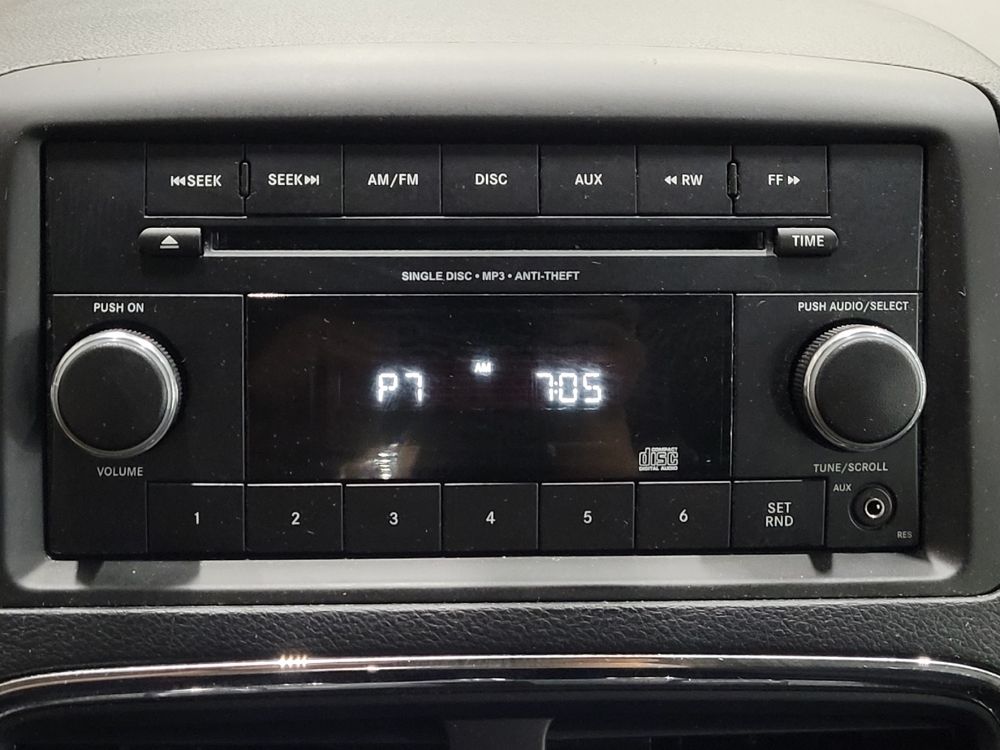 SEEK SEEK AM/FM DISC AUX RW FF
TIME
SINGLE DISC • MP3 • ANTI-THEFT
PUSH ON
PUSH AUDIO/SELECT
AM
P7 7:05
COMPACT
disc
DIGITAL AUDIO
VOLUME
TUNE/SCROLL
AUX
1 2 3 4 5 6 SET
RND
RES